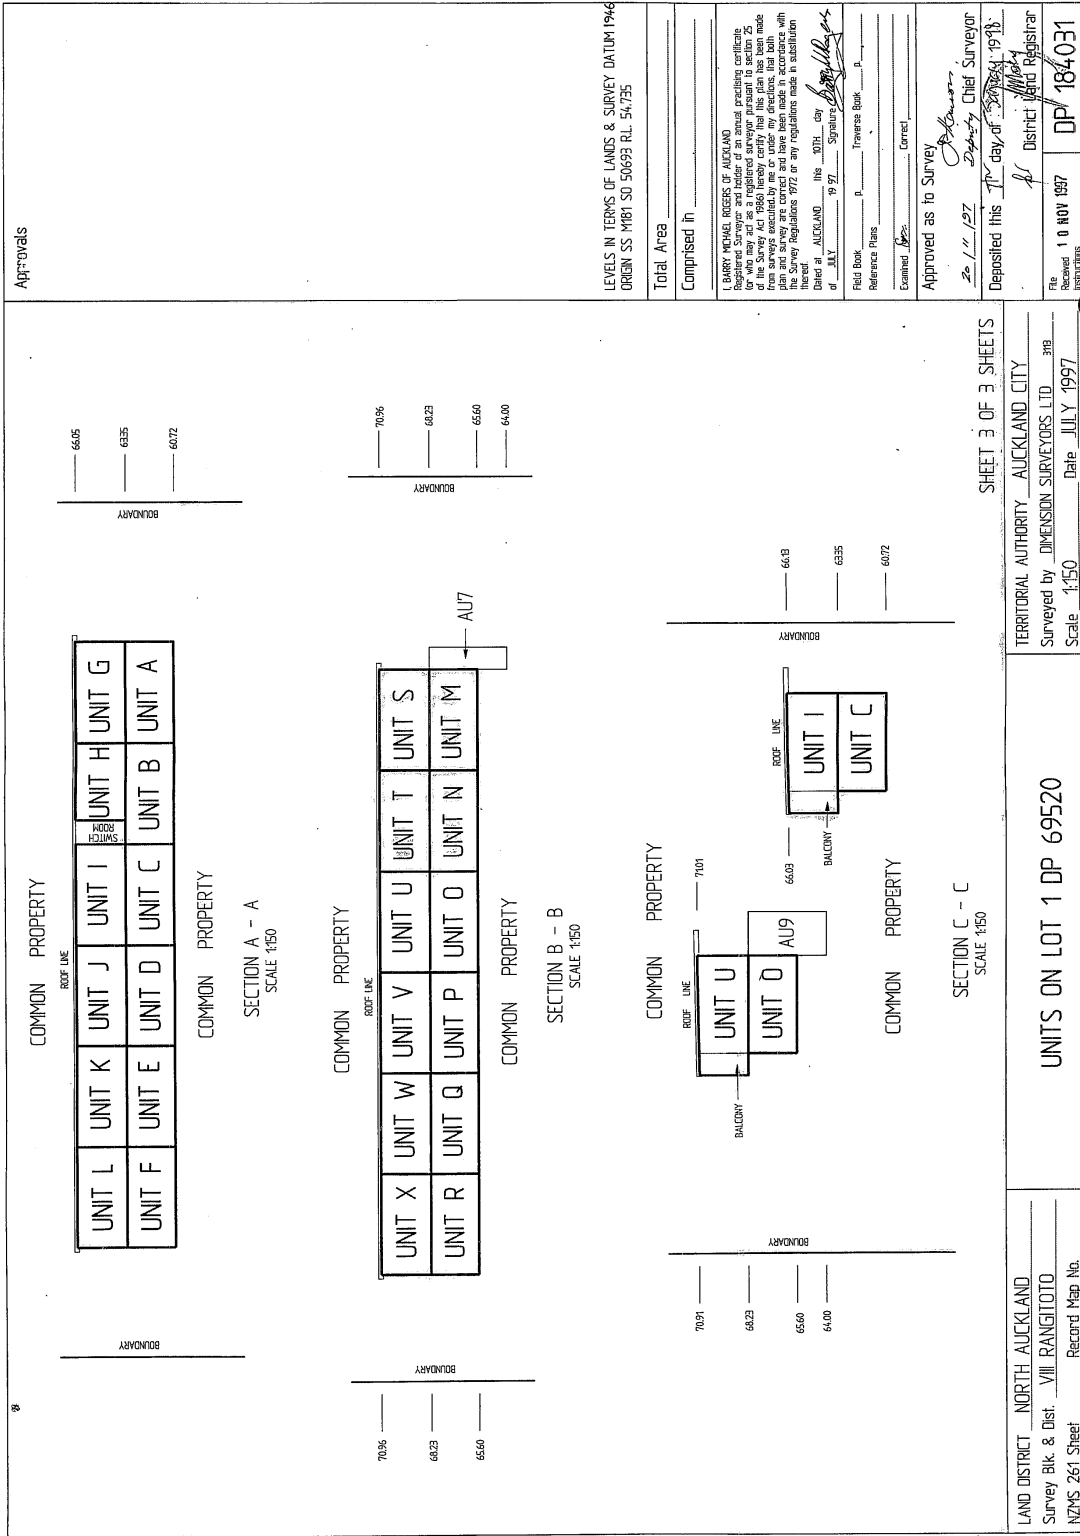 Approvals
LEVELS IN TERMS OF LANDS & SURVEY DATUM 1946
ORIGIN SS M181 SO 50693 R.L. 54.735
Total Area
Comprised in
I, BARRY MICHAEL ROGERS OF AUCKLAND
Registered Surveyor and holder of an annual practising certificate
(or who may act as a registered surveyor pursuant to section 25
of the Survey Act 1986) hereby certify that this plan has been made
from surveys executed by me or under my directions, that both
plan and survey are correct and have been made in accordance with
the Survey Regulations 1972 or any regulations made in substitution
thereof.
Dated at AUCKLAND this 10TH day
of JULY 19 97 Signature
Field Book p. Traverse Book p.
Reference Plans
Examined Correct
Approved as to Survey
20 / 11 / 97 Deputy Chief Surveyor
Deposited this day of 1998
for District Land Registrar
File
Received 10 NOV 1997
Instructions
DP 184031
COMMON PROPERTY
ROOF LINE
UNIT L UNIT K UNIT J UNIT I SWITCH ROOM UNIT H UNIT G
UNIT F UNIT E UNIT D UNIT C UNIT B UNIT A
BOUNDARY
BOUNDARY
66.05
63.35
60.72
COMMON PROPERTY
SECTION A - A
SCALE 1:150
COMMON PROPERTY
ROOF LINE
70.96
68.23
65.60
BOUNDARY
UNIT X UNIT W UNIT V UNIT U UNIT T UNIT S
UNIT R UNIT Q UNIT P UNIT O UNIT N UNIT M
AU7
BOUNDARY
70.96
68.23
65.60
64.00
COMMON PROPERTY
SECTION B - B
SCALE 1:150
COMMON PROPERTY
70.91
68.23
65.60
64.00
BOUNDARY
ROOF LINE
71.01
UNIT U
UNIT O
AU9
BALCONY
ROOF LINE
66.03
UNIT I
UNIT C
BALCONY
BOUNDARY
66.18
63.35
60.72
COMMON PROPERTY
SECTION C - C
SCALE 1:150
SHEET 3 OF 3 SHEETS
LAND DISTRICT NORTH AUCKLAND
Survey Blk. & Dist. VIII RANGITOTO
NZMS 261 Sheet Record Map No.
UNITS ON LOT 1 DP 69520
TERRITORIAL AUTHORITY AUCKLAND CITY
Surveyed by DIMENSION SURVEYORS LTD 3113
Scale 1:150 Date JULY 1997